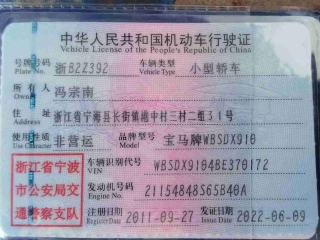 中华人民共和国机动车行驶证
Vehicle License of the People's Republic of China
号牌号码 浙B2Z392 车辆类型 小型轿车
Plate No. Vehicle Type
所有人 冯宗南
Owner
住址 浙江省宁海县长街镇塘中三村二组31号
Address
使用性质 非营运 品牌型号 宝马牌WBSDX910
Use Character Model
浙江省宁波 车辆识别代号 WBSDX9104BE370172
VIN
市公安局交 发动机号码 21154848S65B40A
Engine No.
通警察支队 注册日期 2011-09-27 发证日期 2022-06-09
Register Date Issue Date